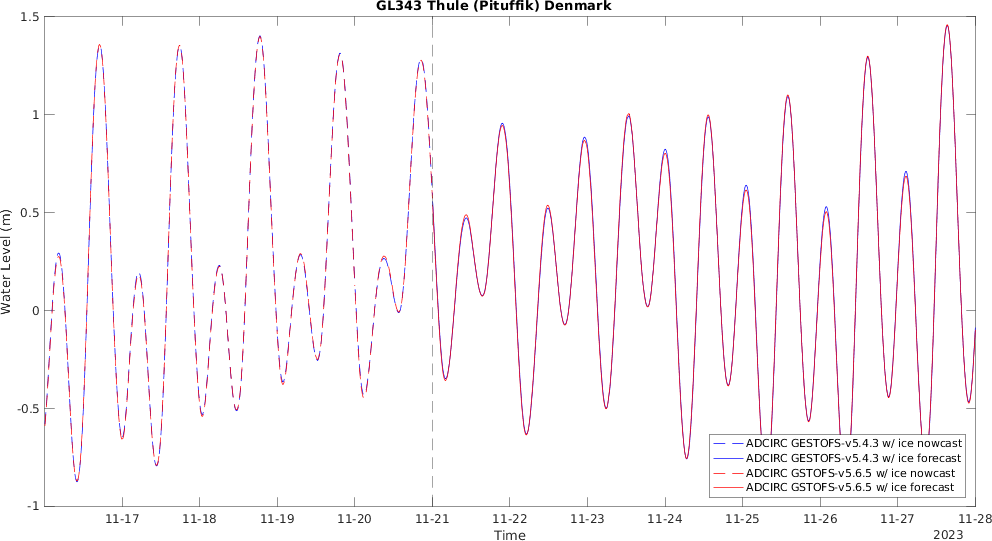 GL343 Thule (Pituffik) Denmark
1.5
1
0.5
0
-0.5
-1
Water Level (m)
ADCIRC GESTOFS-v5.4.3 w/ ice nowcast
ADCIRC GESTOFS-v5.4.3 w/ ice forecast
ADCIRC GSTOFS-v5.6.5 w/ ice nowcast
ADCIRC GSTOFS-v5.6.5 w/ ice forecast
11-17 11-18 11-19 11-20 11-21 11-22 11-23 11-24 11-25 11-26 11-27 11-28
Time
2023